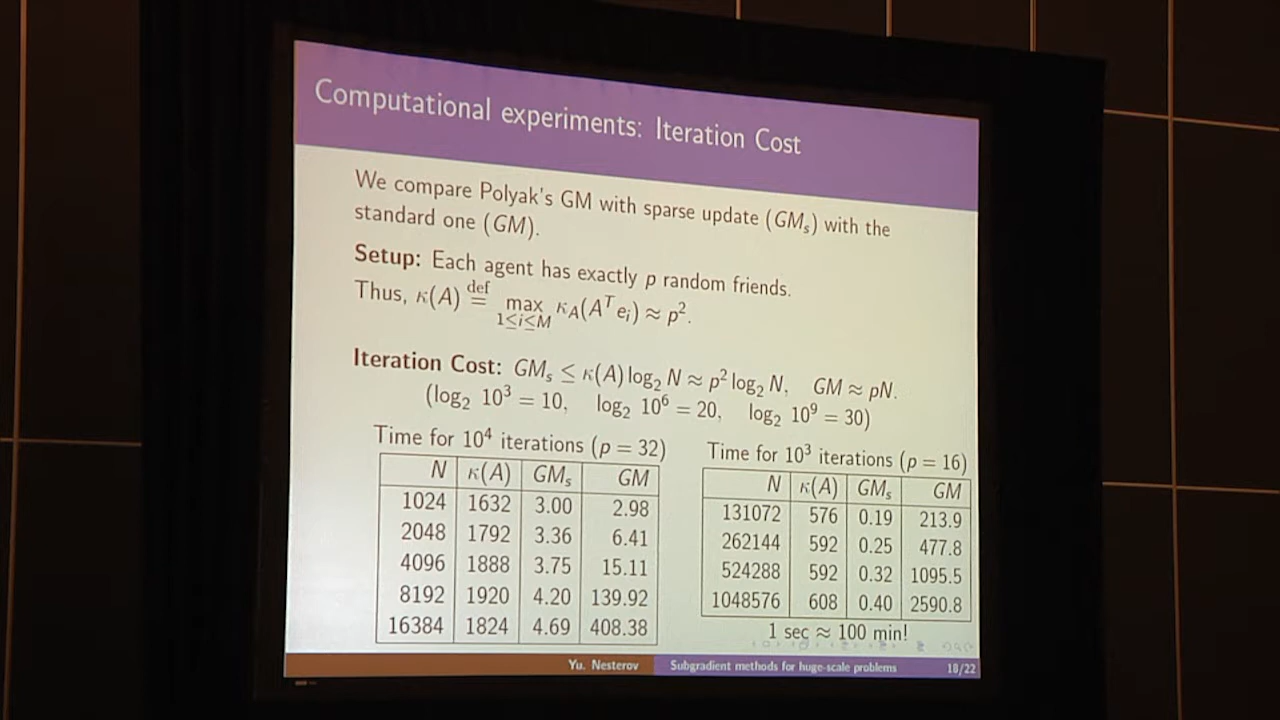 Computational experiments: Iteration Cost
We compare Polyak's GM with sparse update (GMₛ) with the
standard one (GM).
Setup: Each agent has exactly p random friends.
Thus, κ(A) def= max 1≤i≤M κ_A(Aᵀeᵢ) ≈ p².
Iteration Cost: GMₛ ≤ κ(A) log₂ N ≈ p² log₂ N, GM ≈ pN.
(log₂ 10³ = 10, log₂ 10⁶ = 20, log₂ 10⁹ = 30)
Time for 10⁴ iterations (p = 32)
N κ(A) GMₛ GM
1024 1632 3.00 2.98
2048 1792 3.36 6.41
4096 1888 3.75 15.11
8192 1920 4.20 139.92
16384 1824 4.69 408.38
Time for 10³ iterations (p = 16)
N κ(A) GMₛ GM
131072 576 0.19 213.9
262144 592 0.25 477.8
524288 592 0.32 1095.5
1048576 608 0.40 2590.8
1 sec ≈ 100 min!
Yu. Nesterov Subgradient methods for huge-scale problems 18/22